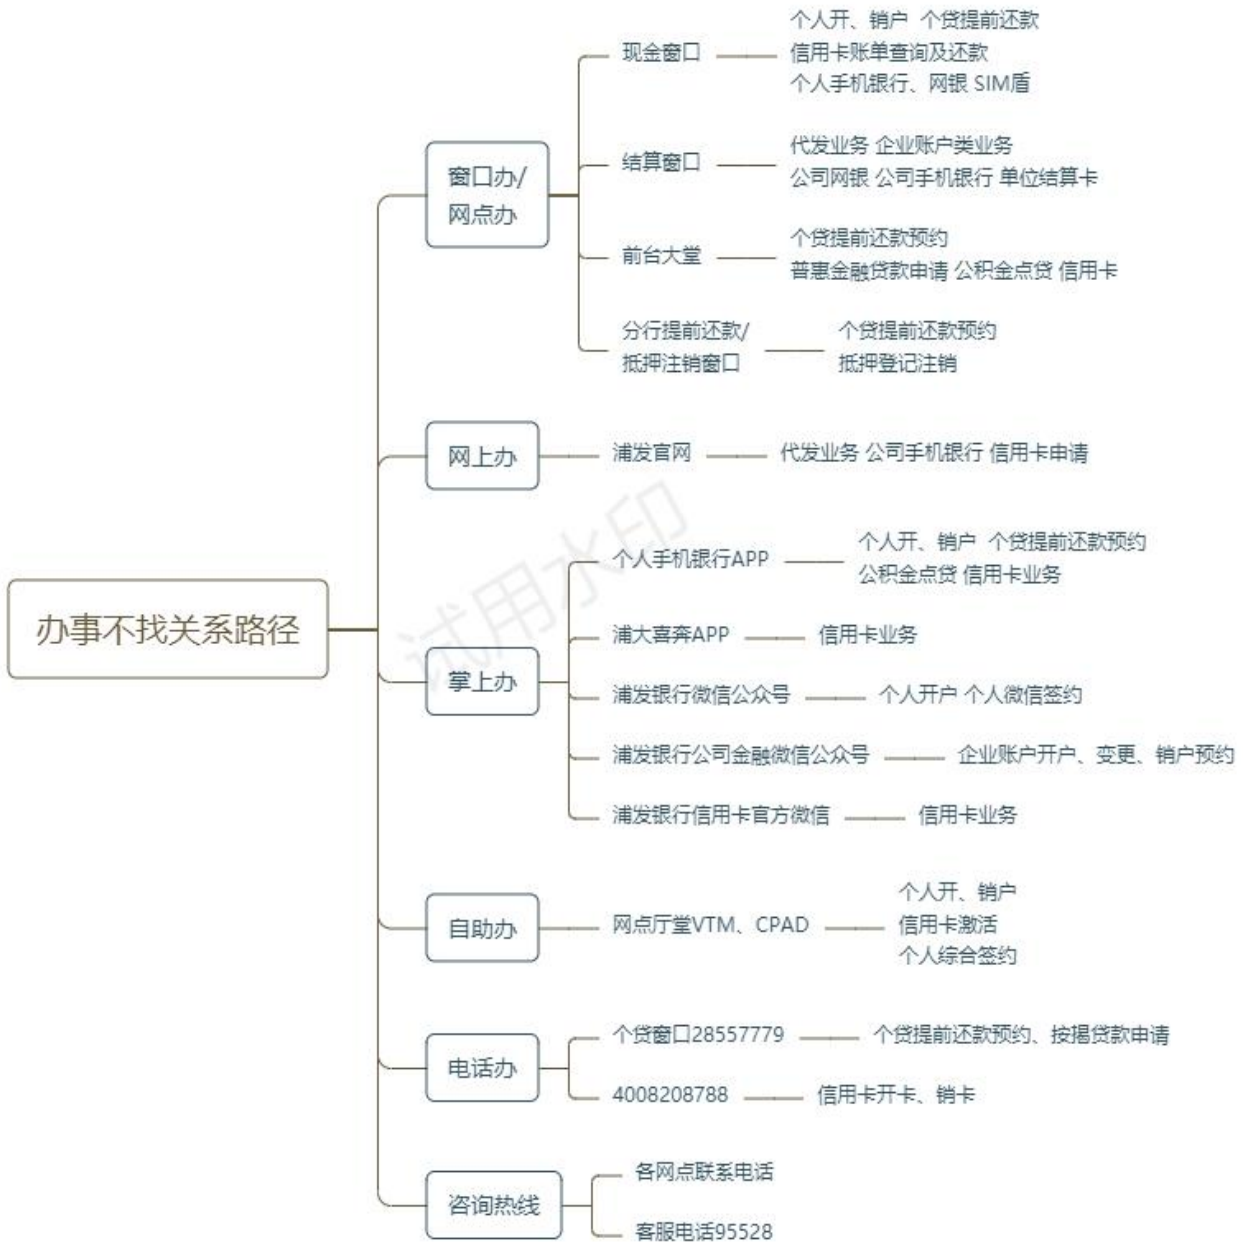 办事不找关系路径
窗口办/
网点办
现金窗口
个人开、销户 个贷提前还款
信用卡账单查询及还款
个人手机银行、网银 SIM盾
结算窗口
代发业务 企业账户类业务
公司网银 公司手机银行 单位结算卡
前台大堂
个贷提前还款预约
普惠金融贷款申请 公积金点贷 信用卡
分行提前还款/
抵押注销窗口
个贷提前还款预约
抵押登记注销
网上办
浦发官网
代发业务 公司手机银行 信用卡申请
掌上办
个人手机银行APP
个人开、销户 个贷提前还款预约
公积金点贷 信用卡业务
浦大喜奔APP
信用卡业务
浦发银行微信公众号
个人开户 个人微信签约
浦发银行公司金融微信公众号
企业账户开户、变更、销户预约
浦发银行信用卡官方微信
信用卡业务
自助办
网点厅堂VTM、CPAD
个人开、销户
信用卡激活
个人综合签约
电话办
个贷窗口28557779
个贷提前还款预约、按揭贷款申请
4008208788
信用卡开卡、销卡
咨询热线
各网点联系电话
客服电话95528
试用水印